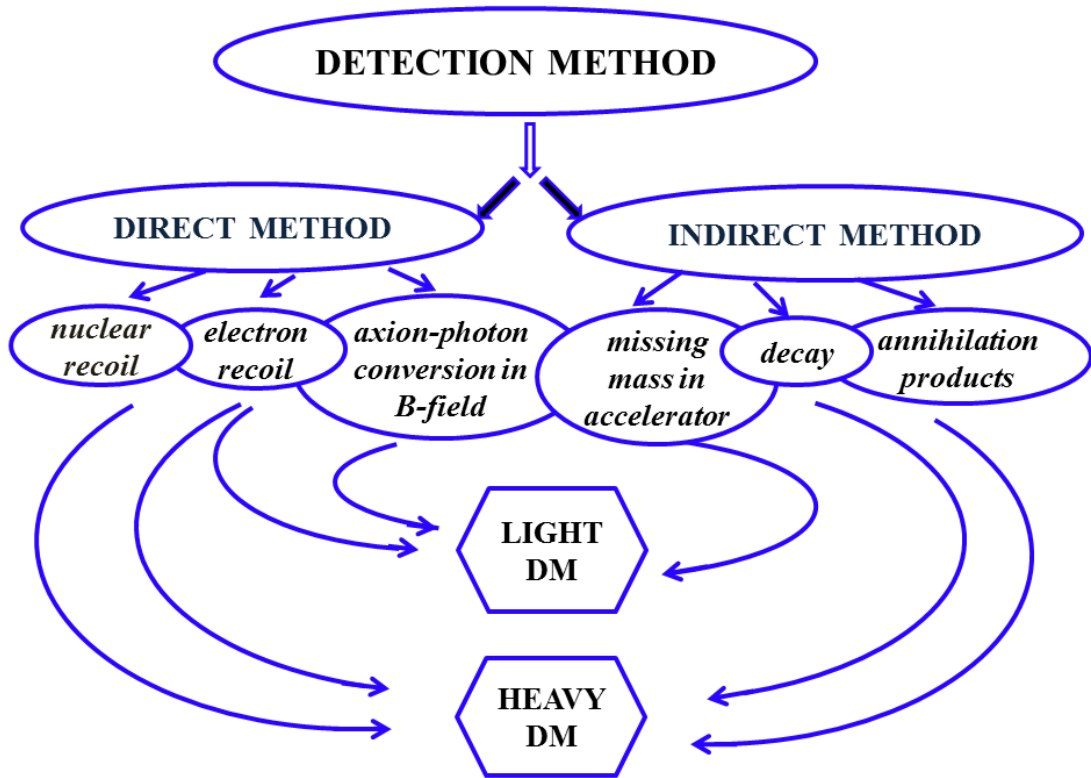 DETECTION METHOD
DIRECT METHOD
INDIRECT METHOD
nuclear
recoil
electron
recoil
axion-photon
conversion in
B-field
missing
mass in
accelerator
decay
annihilation
products
LIGHT
DM
HEAVY
DM